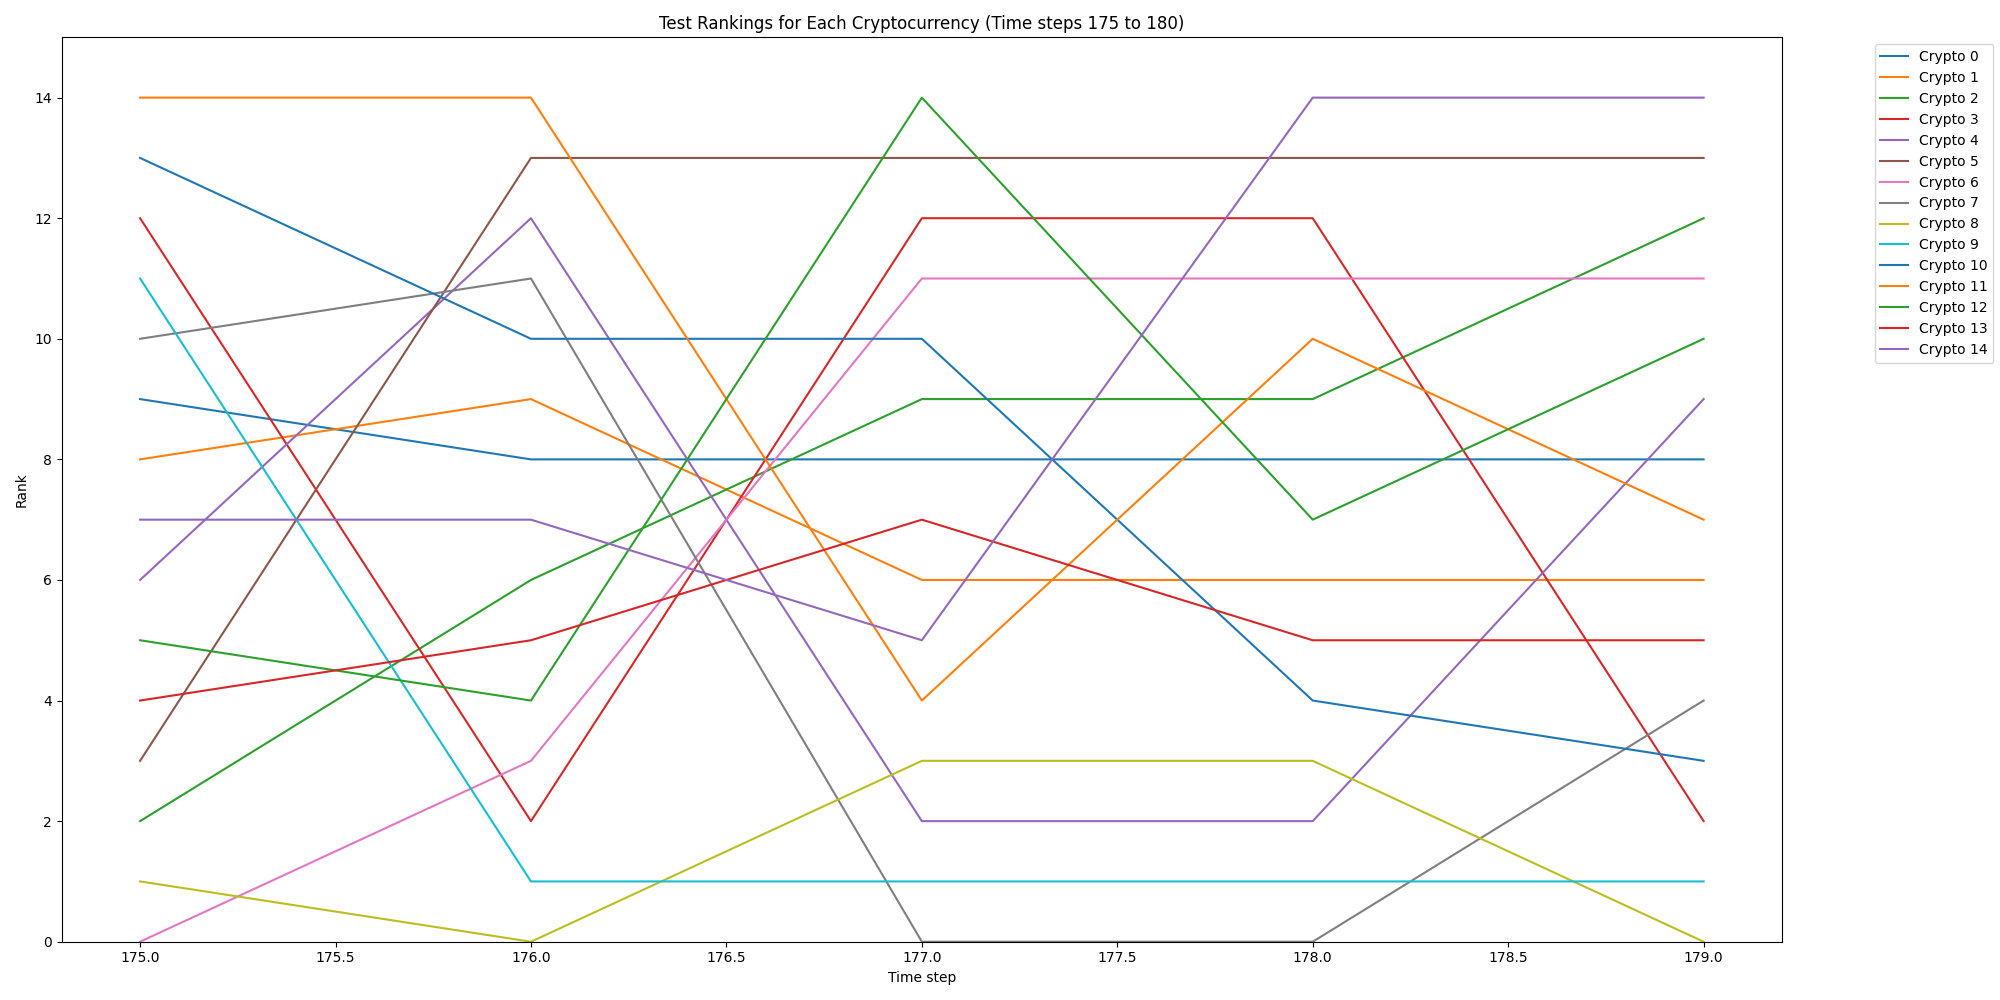 Test Rankings for Each Cryptocurrency (Time steps 175 to 180)
Crypto 0
Crypto 1
Crypto 2
Crypto 3
Crypto 4
Crypto 5
Crypto 6
Crypto 7
Crypto 8
Crypto 9
Crypto 10
Crypto 11
Crypto 12
Crypto 13
Crypto 14
Rank
14
12
10
8
6
4
2
0
175.0 175.5 176.0 176.5 177.0 177.5 178.0 178.5 179.0
Time step